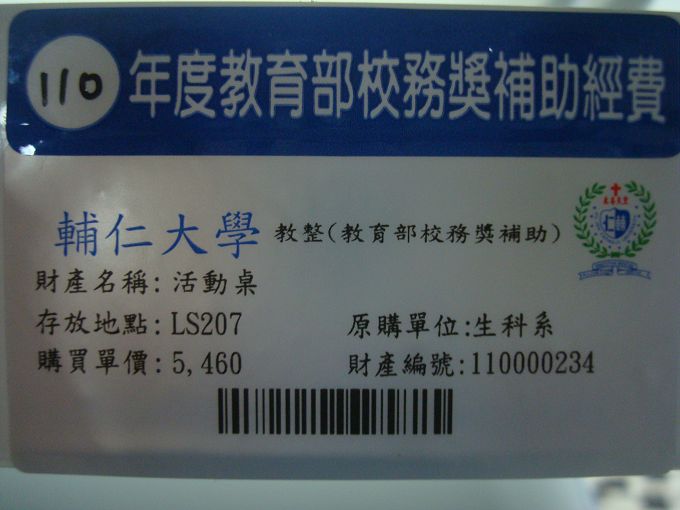 110 年度教育部校務獎補助經費
輔仁大學 教整(教育部校務獎補助)
財產名稱: 活動桌
存放地點: LS207 原購單位:生科系
購買單價: 5,460 財產編號:110000234